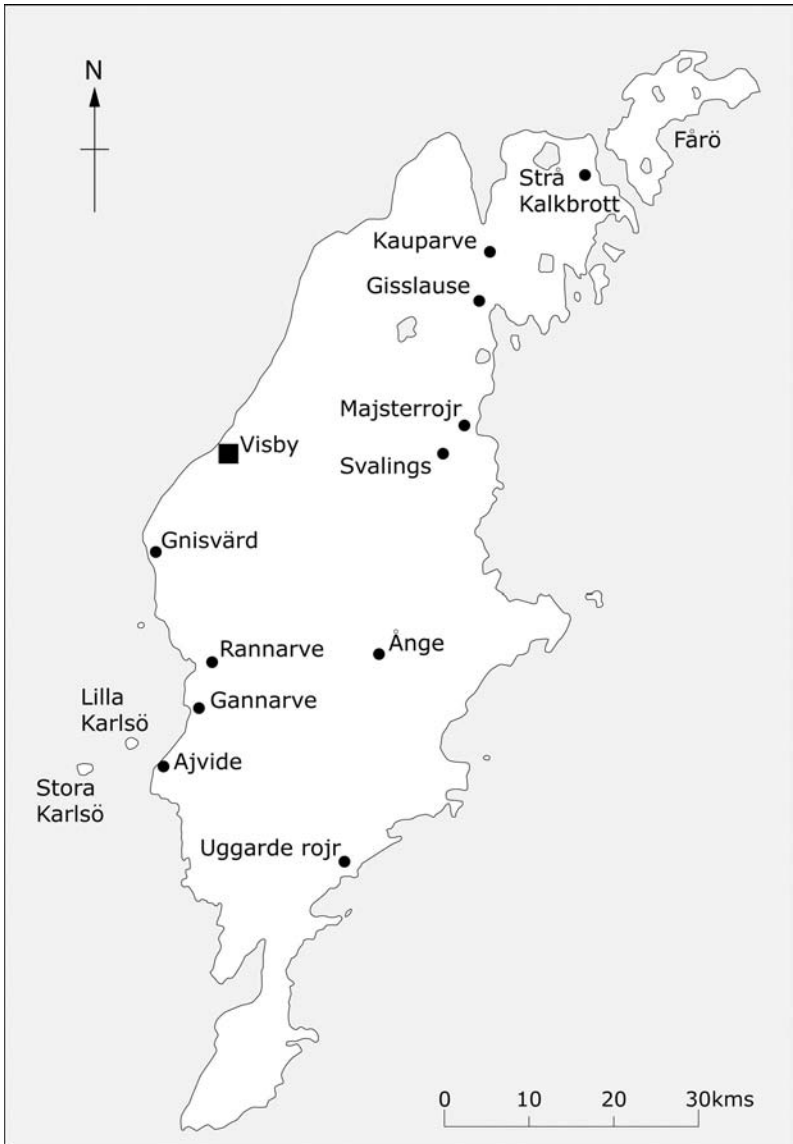 N
Fårö
Strå
Kalkbrott
Kauparve
Gisslause
Majsterrojr
Visby
Svalings
Gnisvärd
Ånge
Rannarve
Lilla
Karlsö
Gannarve
Ajvide
Stora
Karlsö
Uggarde rojr
0 10 20 30kms